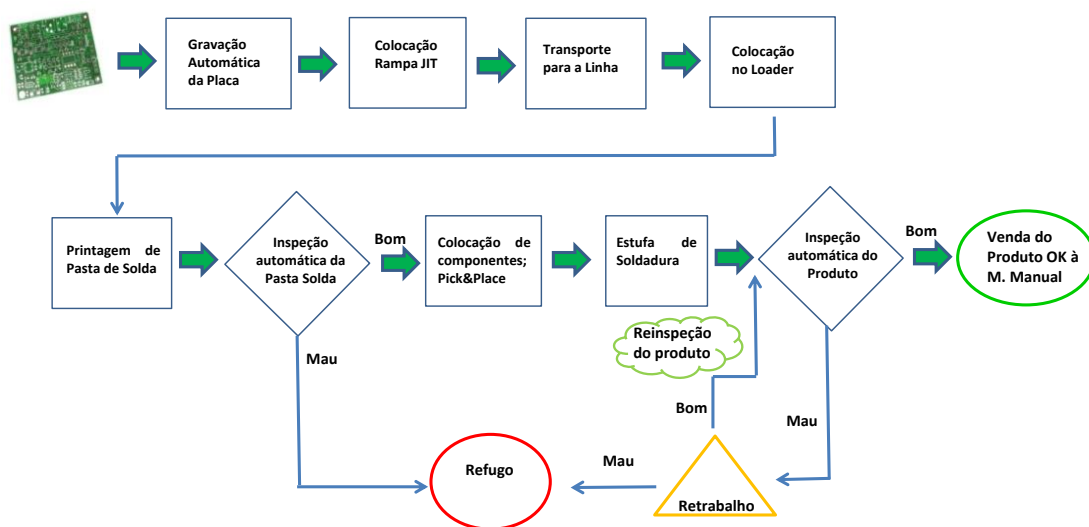 Gravação
Automática
da Placa
Colocação
Rampa JIT
Transporte
para a Linha
Colocação
no Loader
Printagem de
Pasta de Solda
Inspeção
automática da
Pasta Solda
Bom
Colocação de
componentes;
Pick&Place
Estufa de
Soldadura
Inspeção
automática do
Produto
Bom
Venda do
Produto OK à
M. Manual
Reinspeção
do produto
Mau
Bom
Mau
Refugo
Mau
Retrabalho